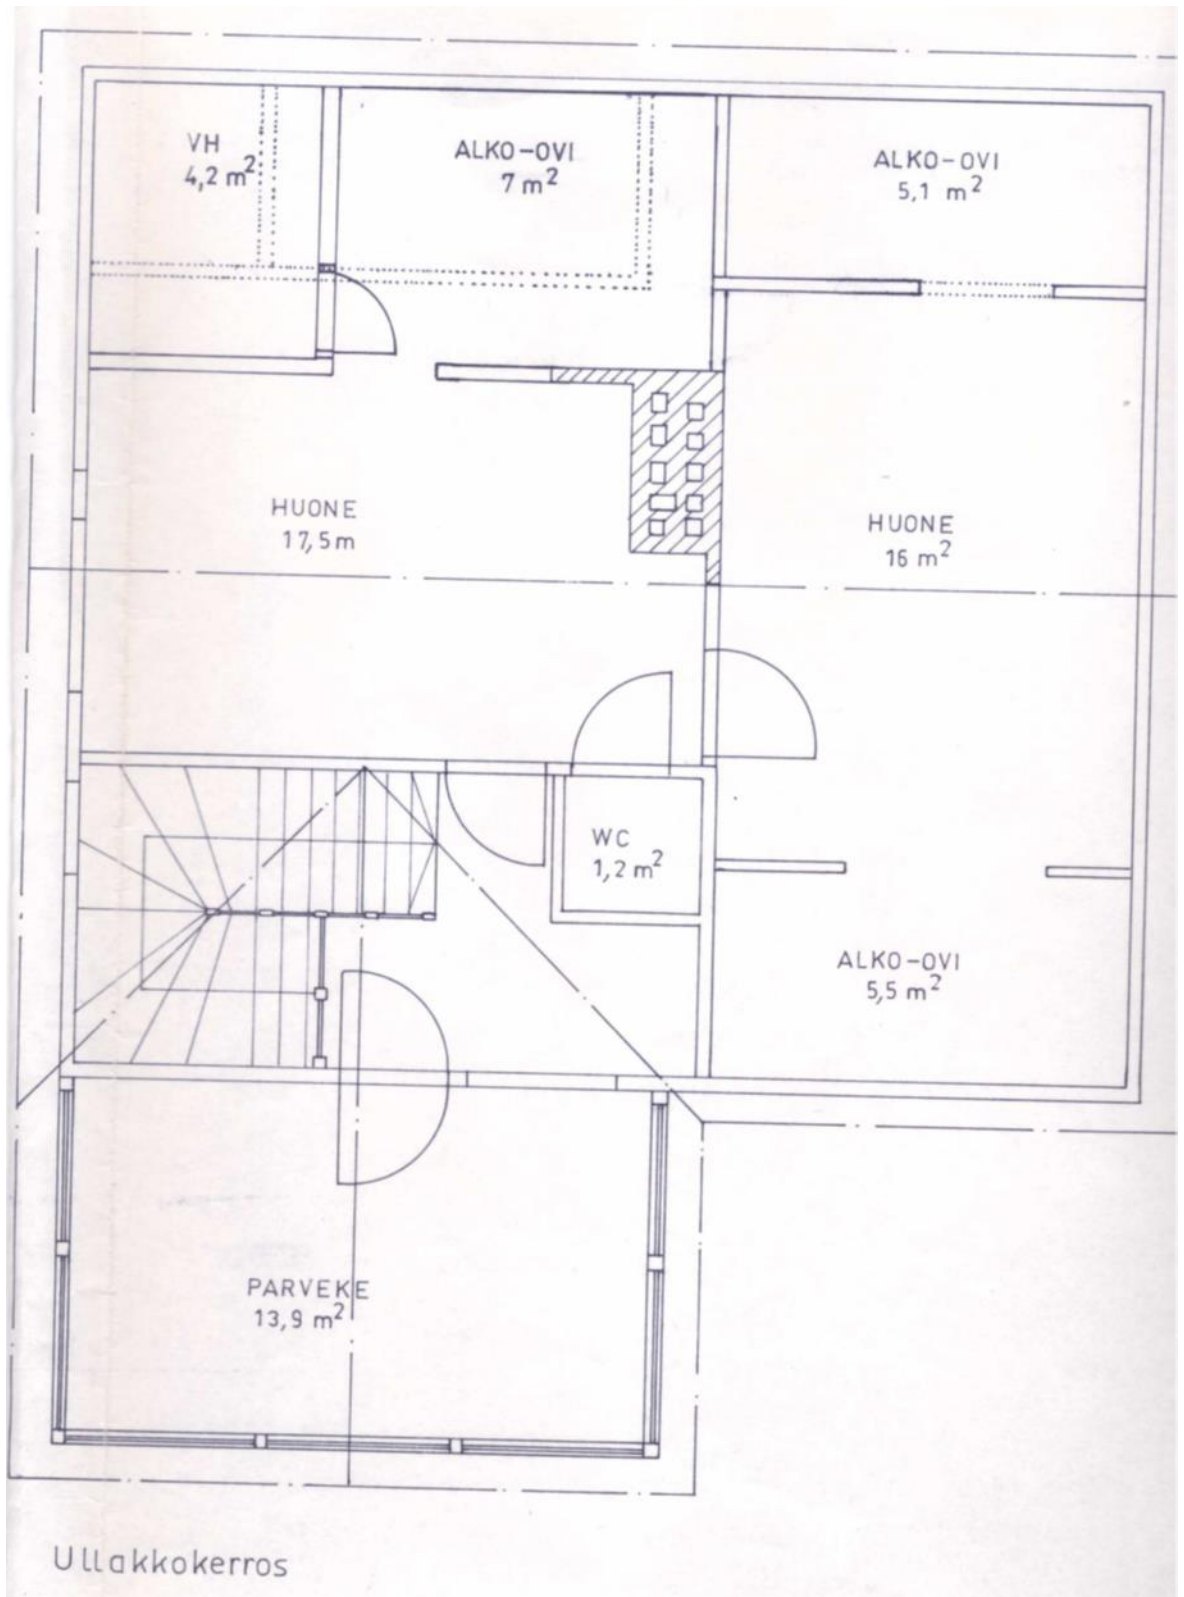 VH
4,2 m²
ALKO-OVI
7 m²
ALKO-OVI
5,1 m²
HUONE
17,5m
HUONE
16 m²
WC
1,2 m²
ALKO-OVI
5,5 m²
PARVEKE
13,9 m²
Ullakkokerros